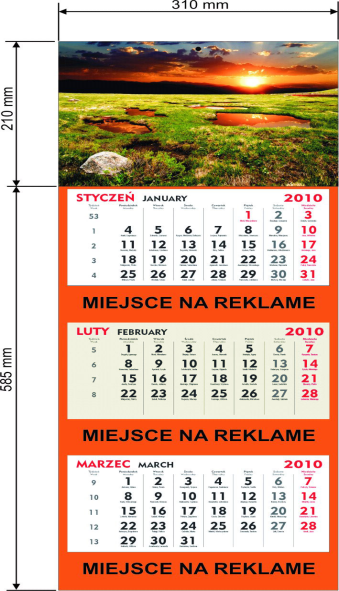 310 mm
210 mm
585 mm
STYCZEŃ JANUARY 2010
53 1 2 3
1 4 5 6 7 8 9 10
2 11 12 13 14 15 16 17
3 18 19 20 21 22 23 24
4 25 26 27 28 29 30 31
MIEJSCE NA REKLAME
LUTY FEBRUARY 2010
5 1 2 3 4 5 6 7
6 8 9 10 11 12 13 14
7 15 16 17 18 19 20 21
8 22 23 24 25 26 27 28
MIEJSCE NA REKLAME
MARZEC MARCH 2010
9 1 2 3 4 5 6 7
10 8 9 10 11 12 13 14
11 15 16 17 18 19 20 21
12 22 23 24 25 26 27 28
13 29 30 31
MIEJSCE NA REKLAME